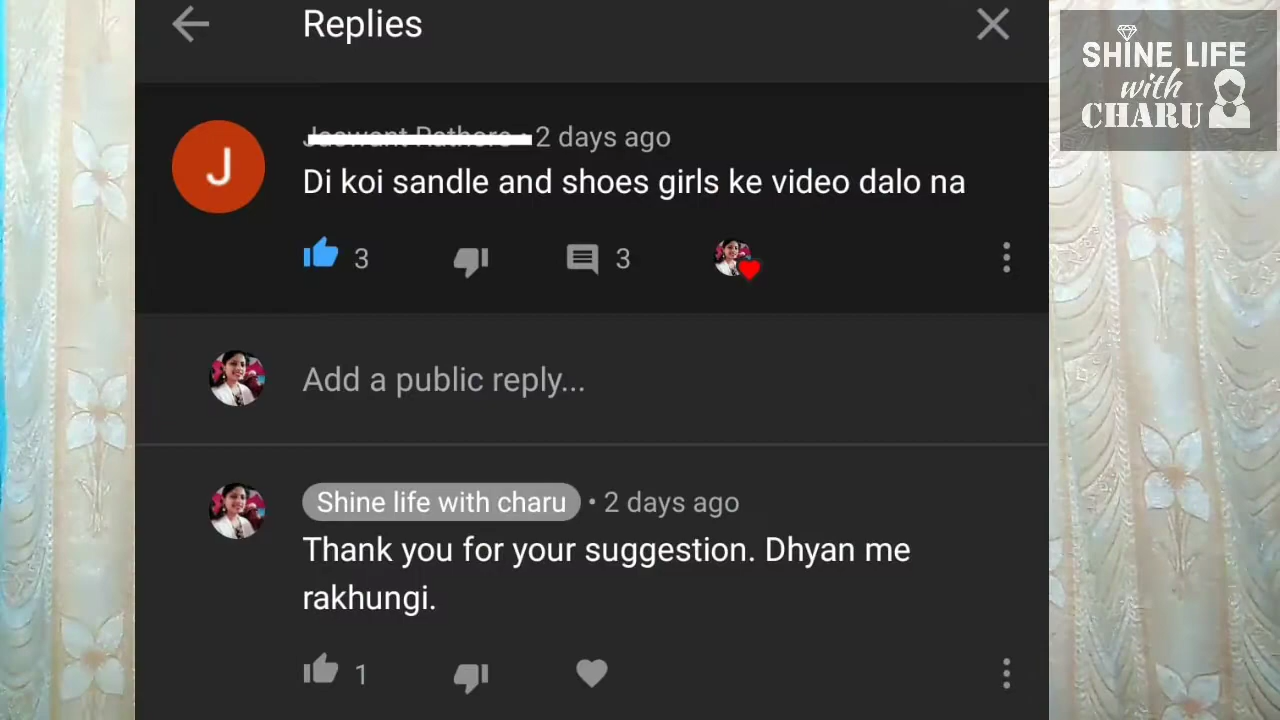 Replies
SHINE LIFE
with
CHARU
J
2 days ago
Di koi sandle and shoes girls ke video dalo na
3
3
Add a public reply...
Shine life with charu • 2 days ago
Thank you for your suggestion. Dhyan me
rakhungi.
1